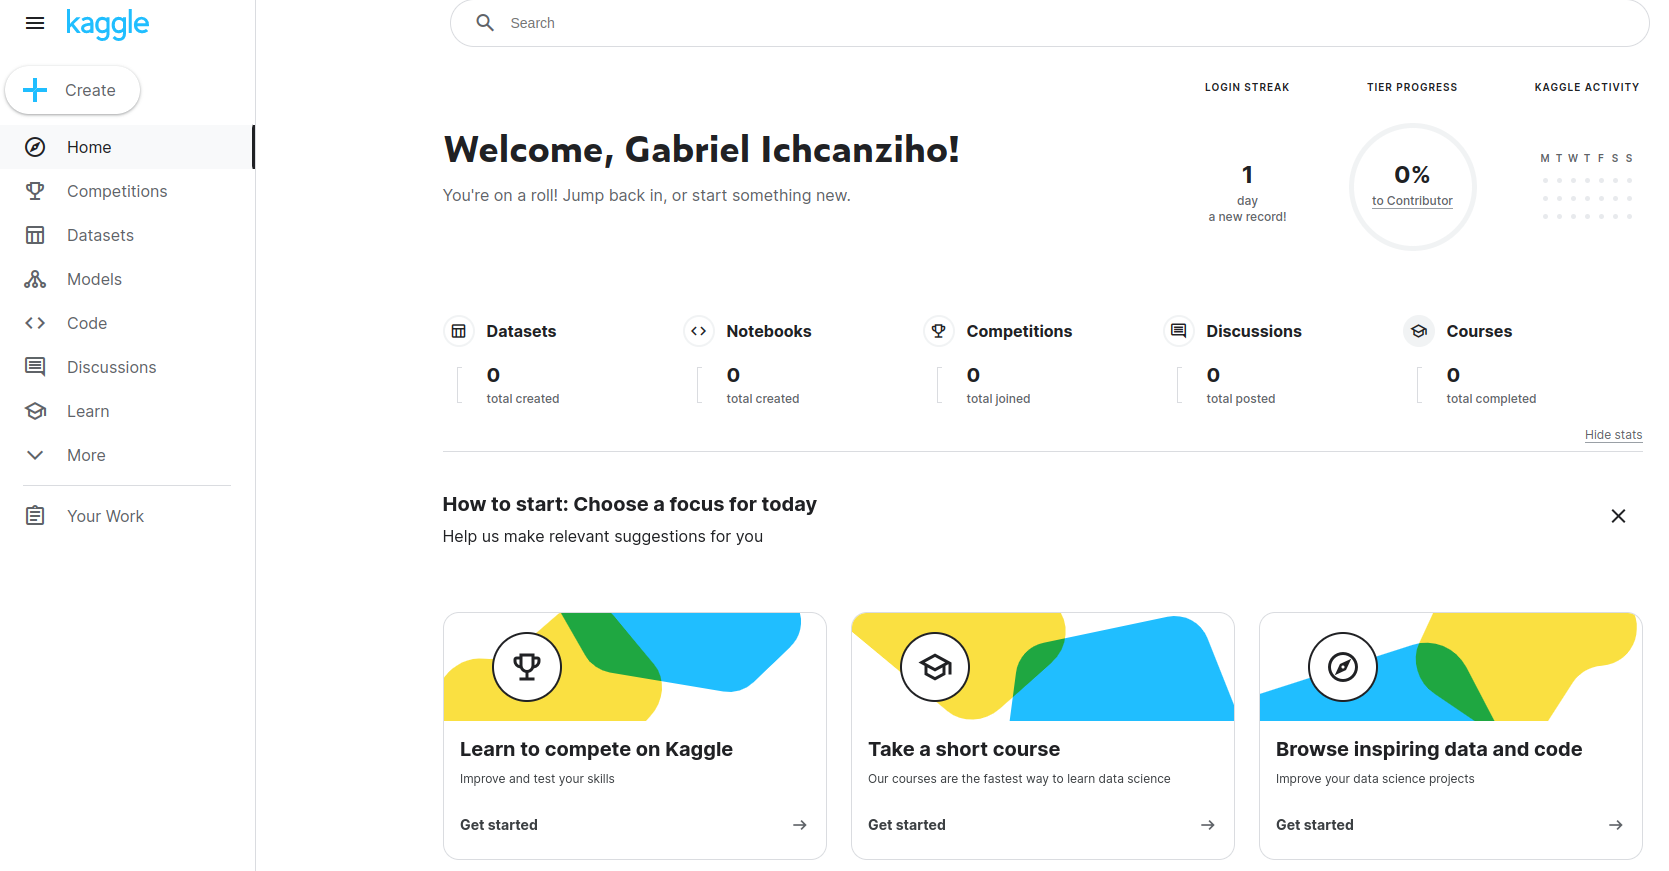 kaggle
Search
Create
Home
Competitions
Datasets
Models
Code
Discussions
Learn
More
Your Work
LOGIN STREAK
TIER PROGRESS
KAGGLE ACTIVITY
Welcome, Gabriel Ichcanziho!
You're on a roll! Jump back in, or start something new.
1
day
a new record!
0%
to Contributor
M T W T F S S
Datasets
0
total created
Notebooks
0
total created
Competitions
0
total joined
Discussions
0
total posted
Courses
0
total completed
Hide stats
How to start: Choose a focus for today
Help us make relevant suggestions for you
Learn to compete on Kaggle
Improve and test your skills
Get started
Take a short course
Our courses are the fastest way to learn data science
Get started
Browse inspiring data and code
Improve your data science projects
Get started